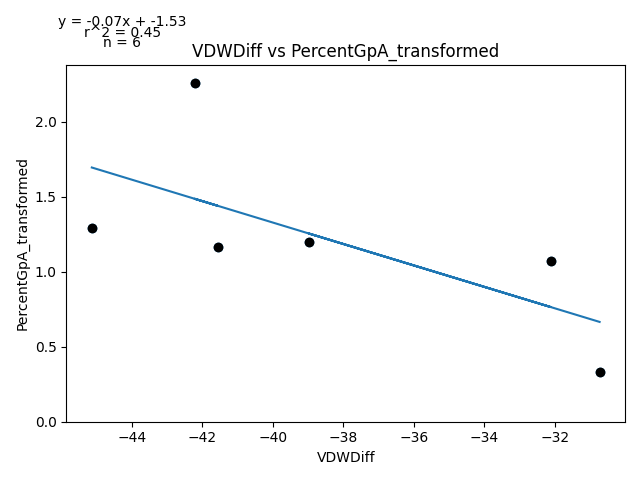 y = -0.07x + -1.53
r^2 = 0.45
n = 6
VDWDiff vs PercentGpA_transformed
PercentGpA_transformed
2.0
1.5
1.0
0.5
0.0
−44 −42 −40 −38 −36 −34 −32
VDWDiff